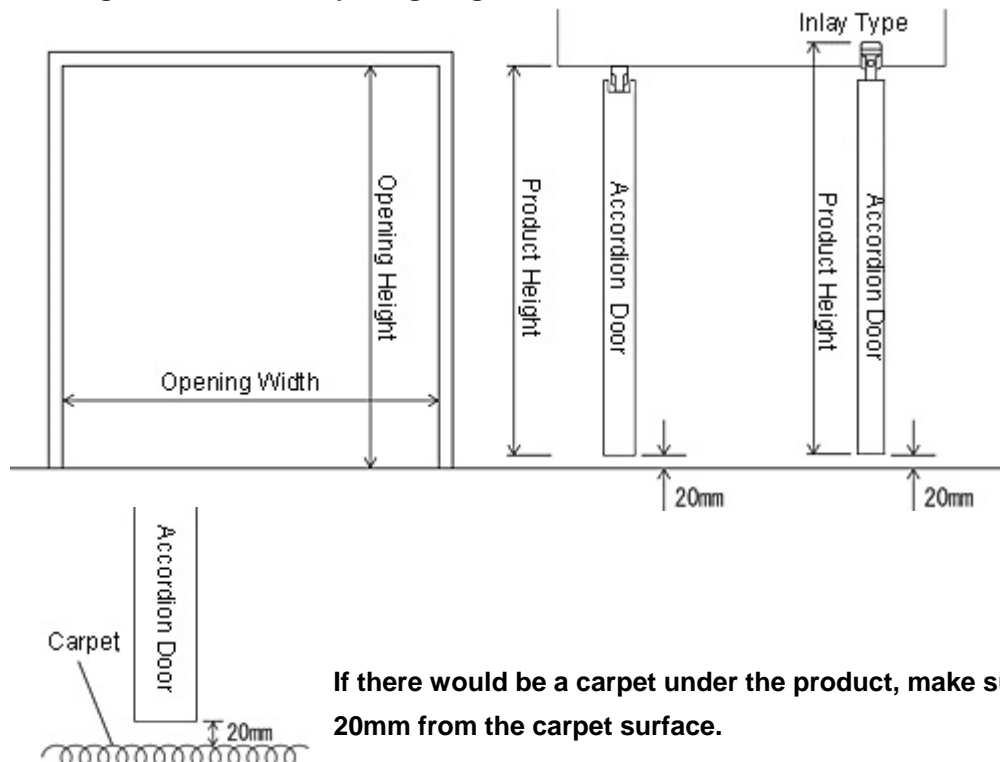 Inlay Type
Opening Height
Opening Width
Product Height
Accordion Door
Product Height
Accordion Door
20mm
20mm
Accordion Door
Carpet
20mm
If there would be a carpet under the product, make
20mm from the carpet surface.